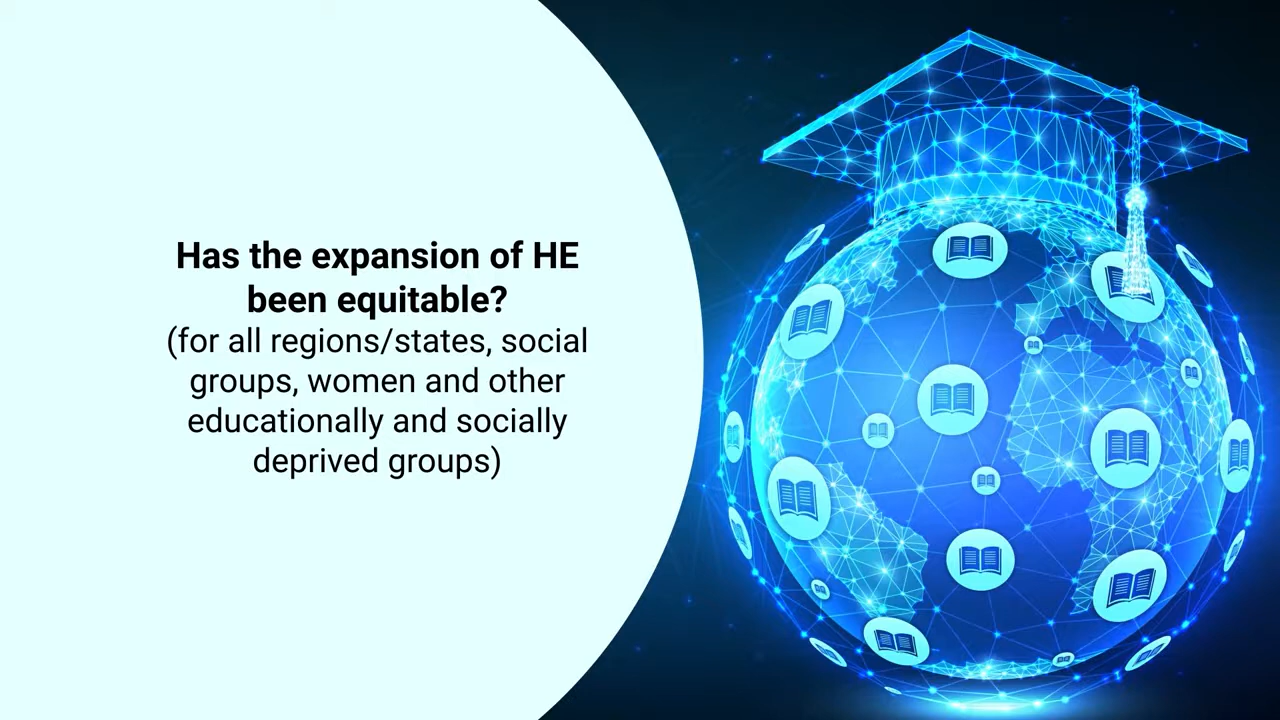 Has the expansion of HE
been equitable?
(for all regions/states, social
groups, women and other
educationally and socially
deprived groups)